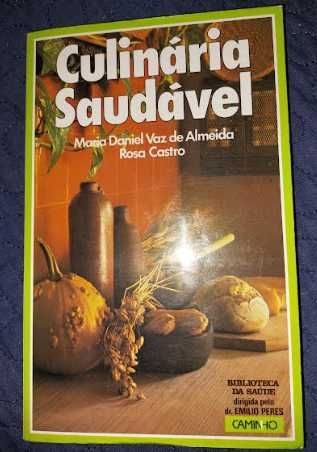 Culinária
Saudável
Maria Daniel Vaz de Almeida
Rosa Castro
BIBLIOTECA
DA SAÚDE
dirigida pelo
dr. EMÍLIO PERES
CAMINHO